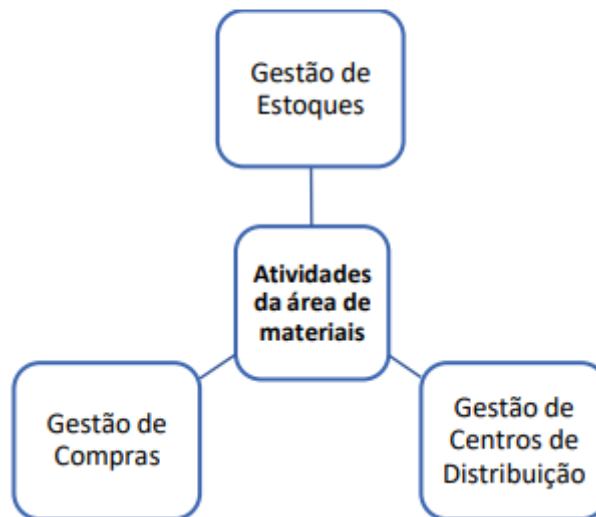 Gestão de
Estoques
Atividades
da área de
materiais
Gestão de
Compras
Gestão de
Centros de
Distribuição